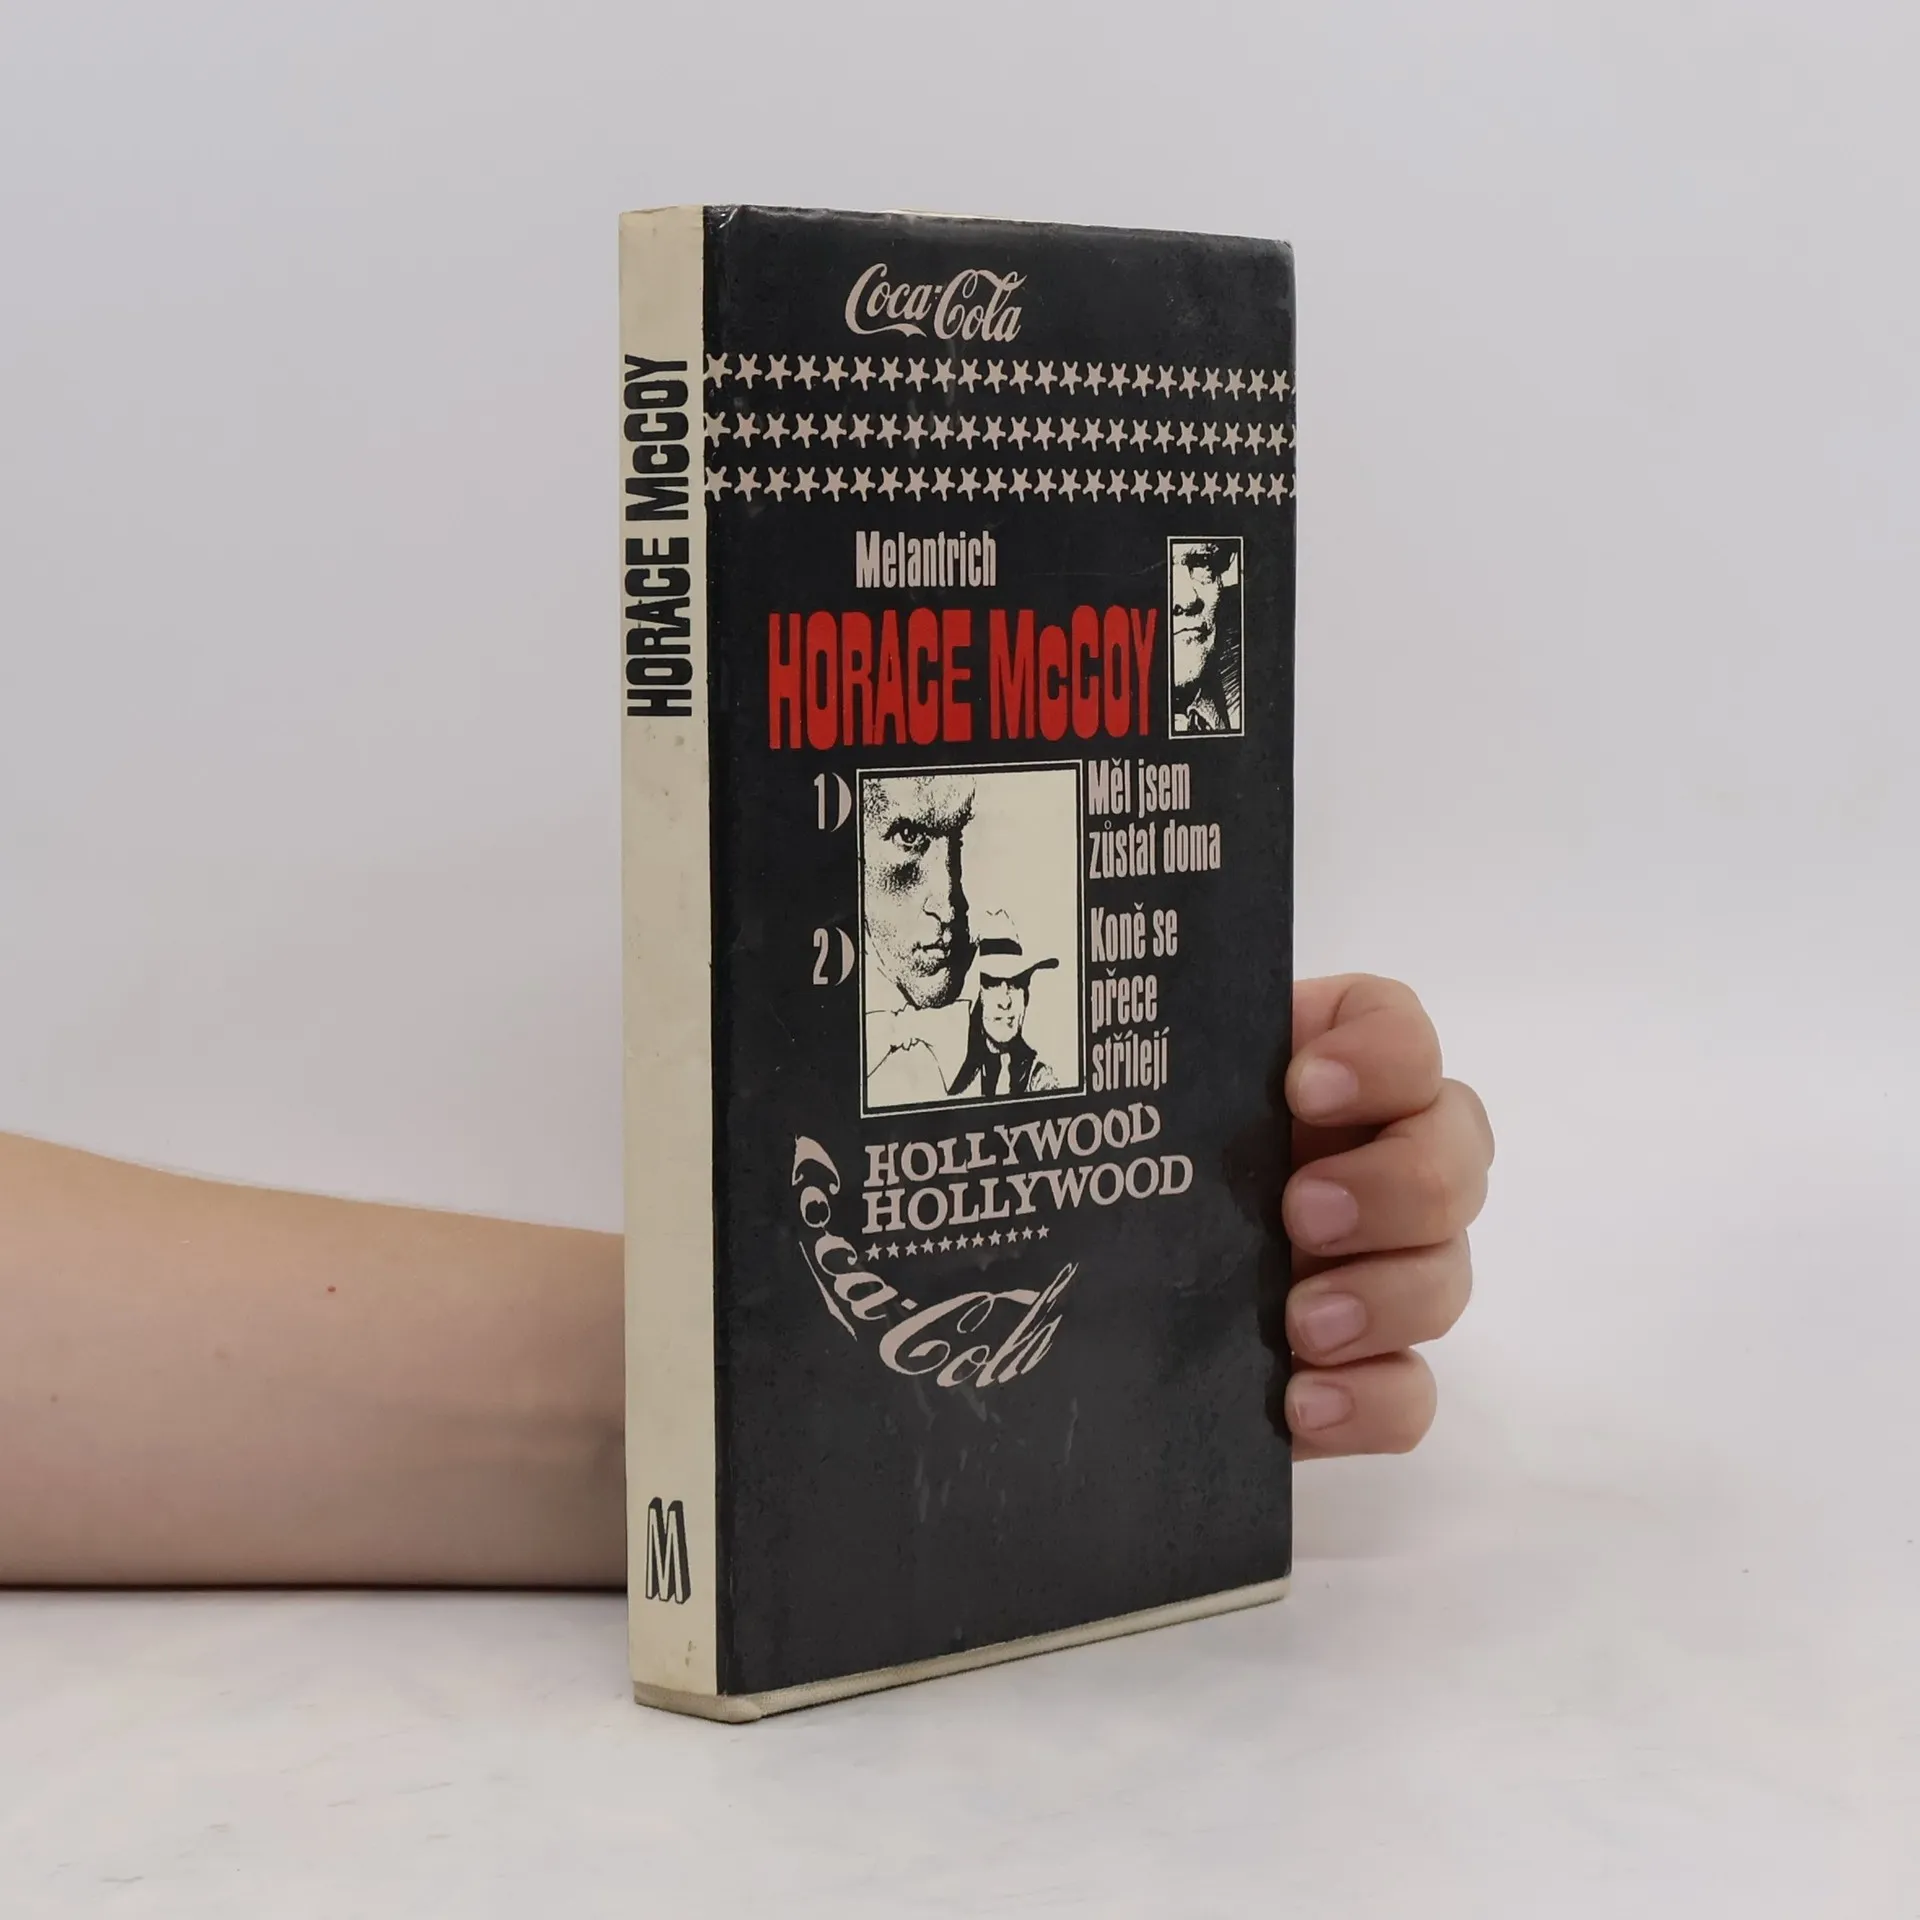 HORACE McCOY
M
Coca-Cola
Melantrich
HORACE McCOY
1)
Měl jsem
zůstat doma
2)
Koně se
přece
střílejí
HOLLYWOOD
HOLLYWOOD
Coca-Cola